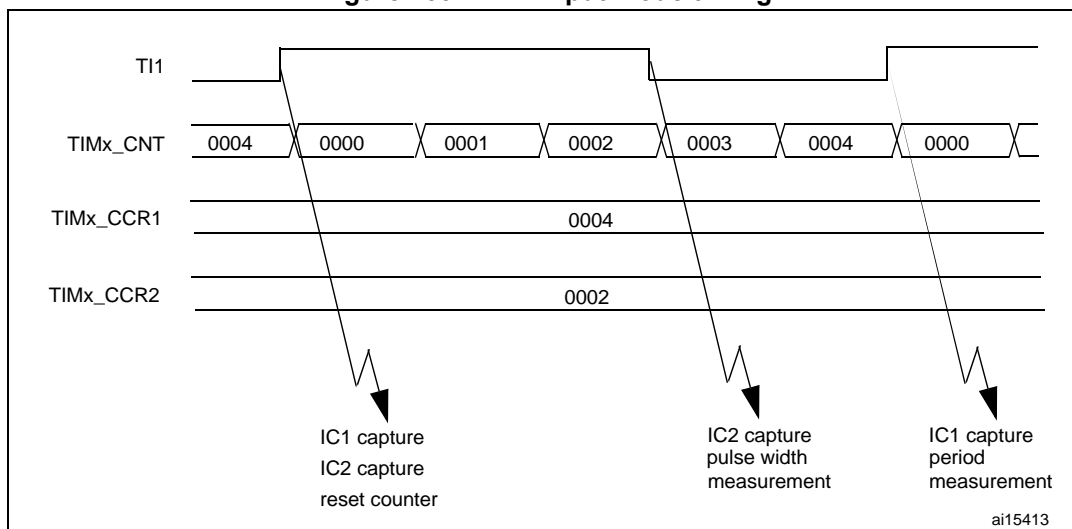 TI1
TIMx_CNT 0004 0000 0001 0002 0003 0004 0000
TIMx_CCR1 0004
TIMx_CCR2 0002
IC1 capture
IC2 capture
reset counter
IC2 capture
pulse width
measurement
IC1 capture
period
measurement
ai15413